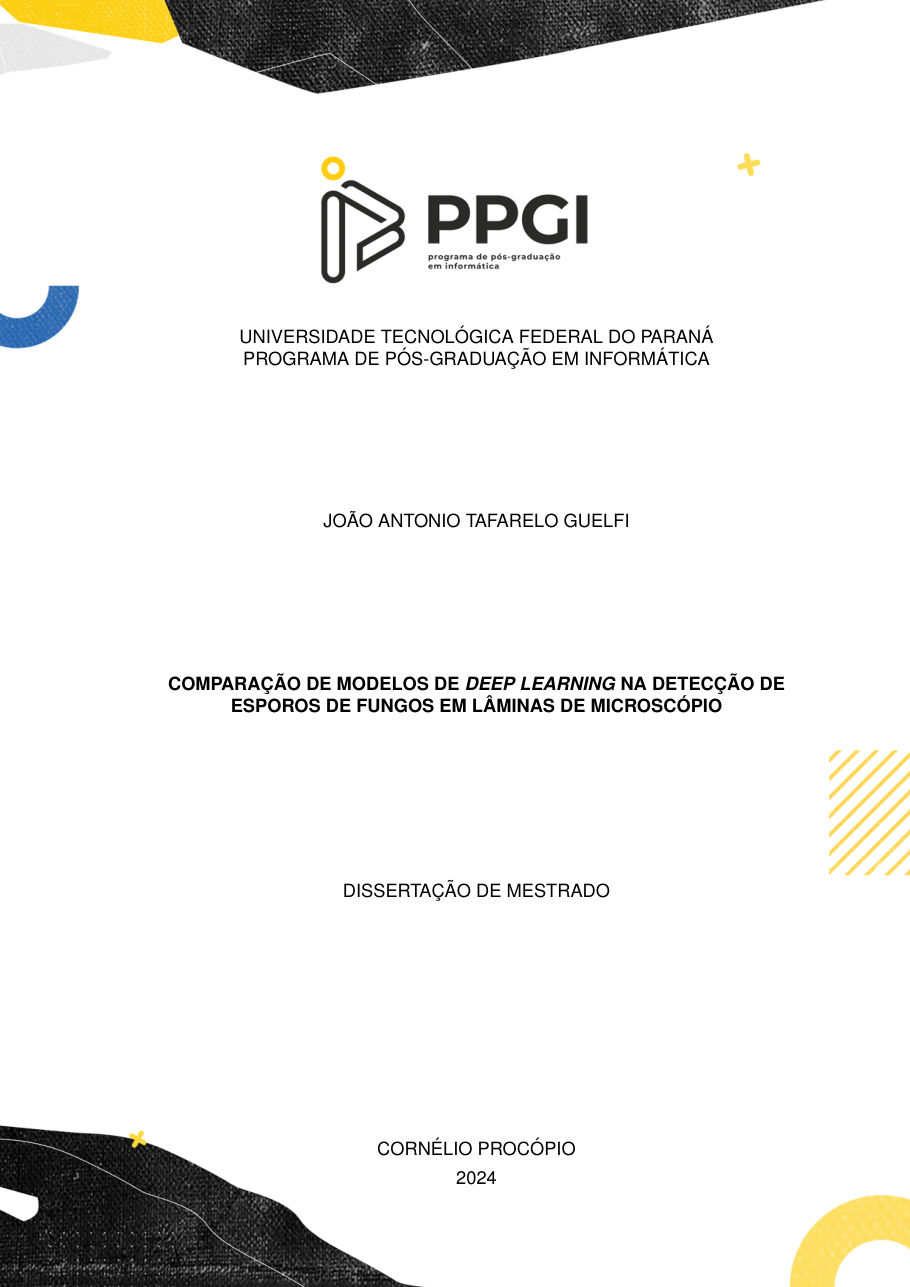 PPGI
programa de pós-graduação
em informática
UNIVERSIDADE TECNOLÓGICA FEDERAL DO PARANÁ
PROGRAMA DE PÓS-GRADUAÇÃO EM INFORMÁTICA
JOÃO ANTONIO TAFARELO GUELFI
COMPARAÇÃO DE MODELOS DE DEEP LEARNING NA DETECÇÃO DE
ESPOROS DE FUNGOS EM LÂMINAS DE MICROSCÓPIO
DISSERTAÇÃO DE MESTRADO
CORNÉLIO PROCÓPIO
2024